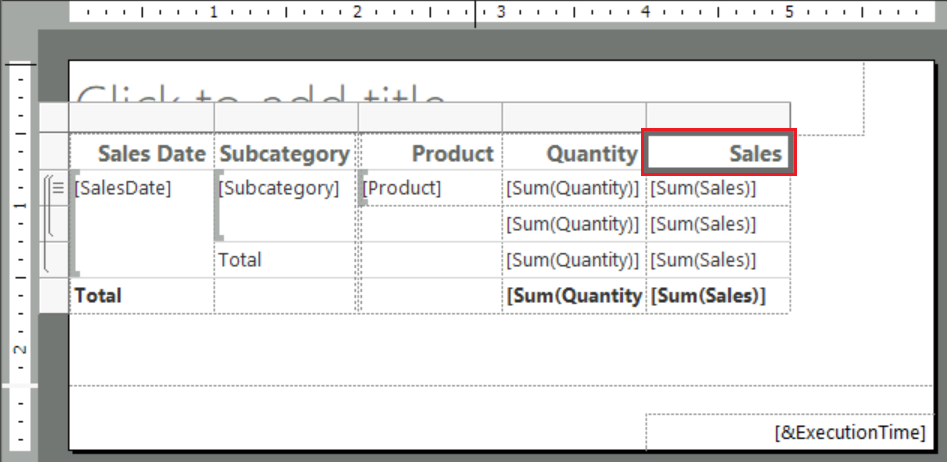 1 2 3 4 5
Click to add title
Sales Date Subcategory Product Quantity Sales
[SalesDate] [Subcategory] [Product] [Sum(Quantity)] [Sum(Sales)]
1
[Sum(Quantity)] [Sum(Sales)]
Total [Sum(Quantity)] [Sum(Sales)]
Total [Sum(Quantity [Sum(Sales)]
2
[&ExecutionTime]